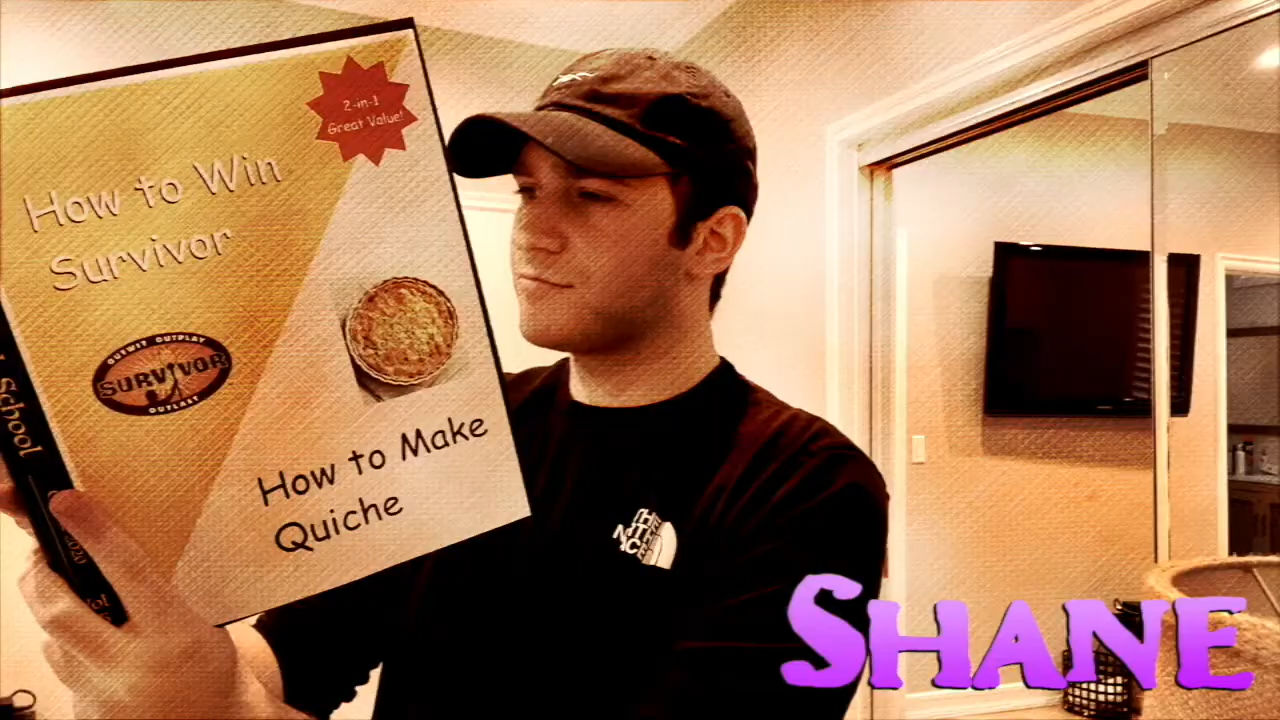 2-in-1
Great Value!
How to Win
Survivor
OUTWIT OUTPLAY
SURVIVOR
OUTLAST
How to Make
Quiche
School
2020
THE
NORTH
FACE
SHANE